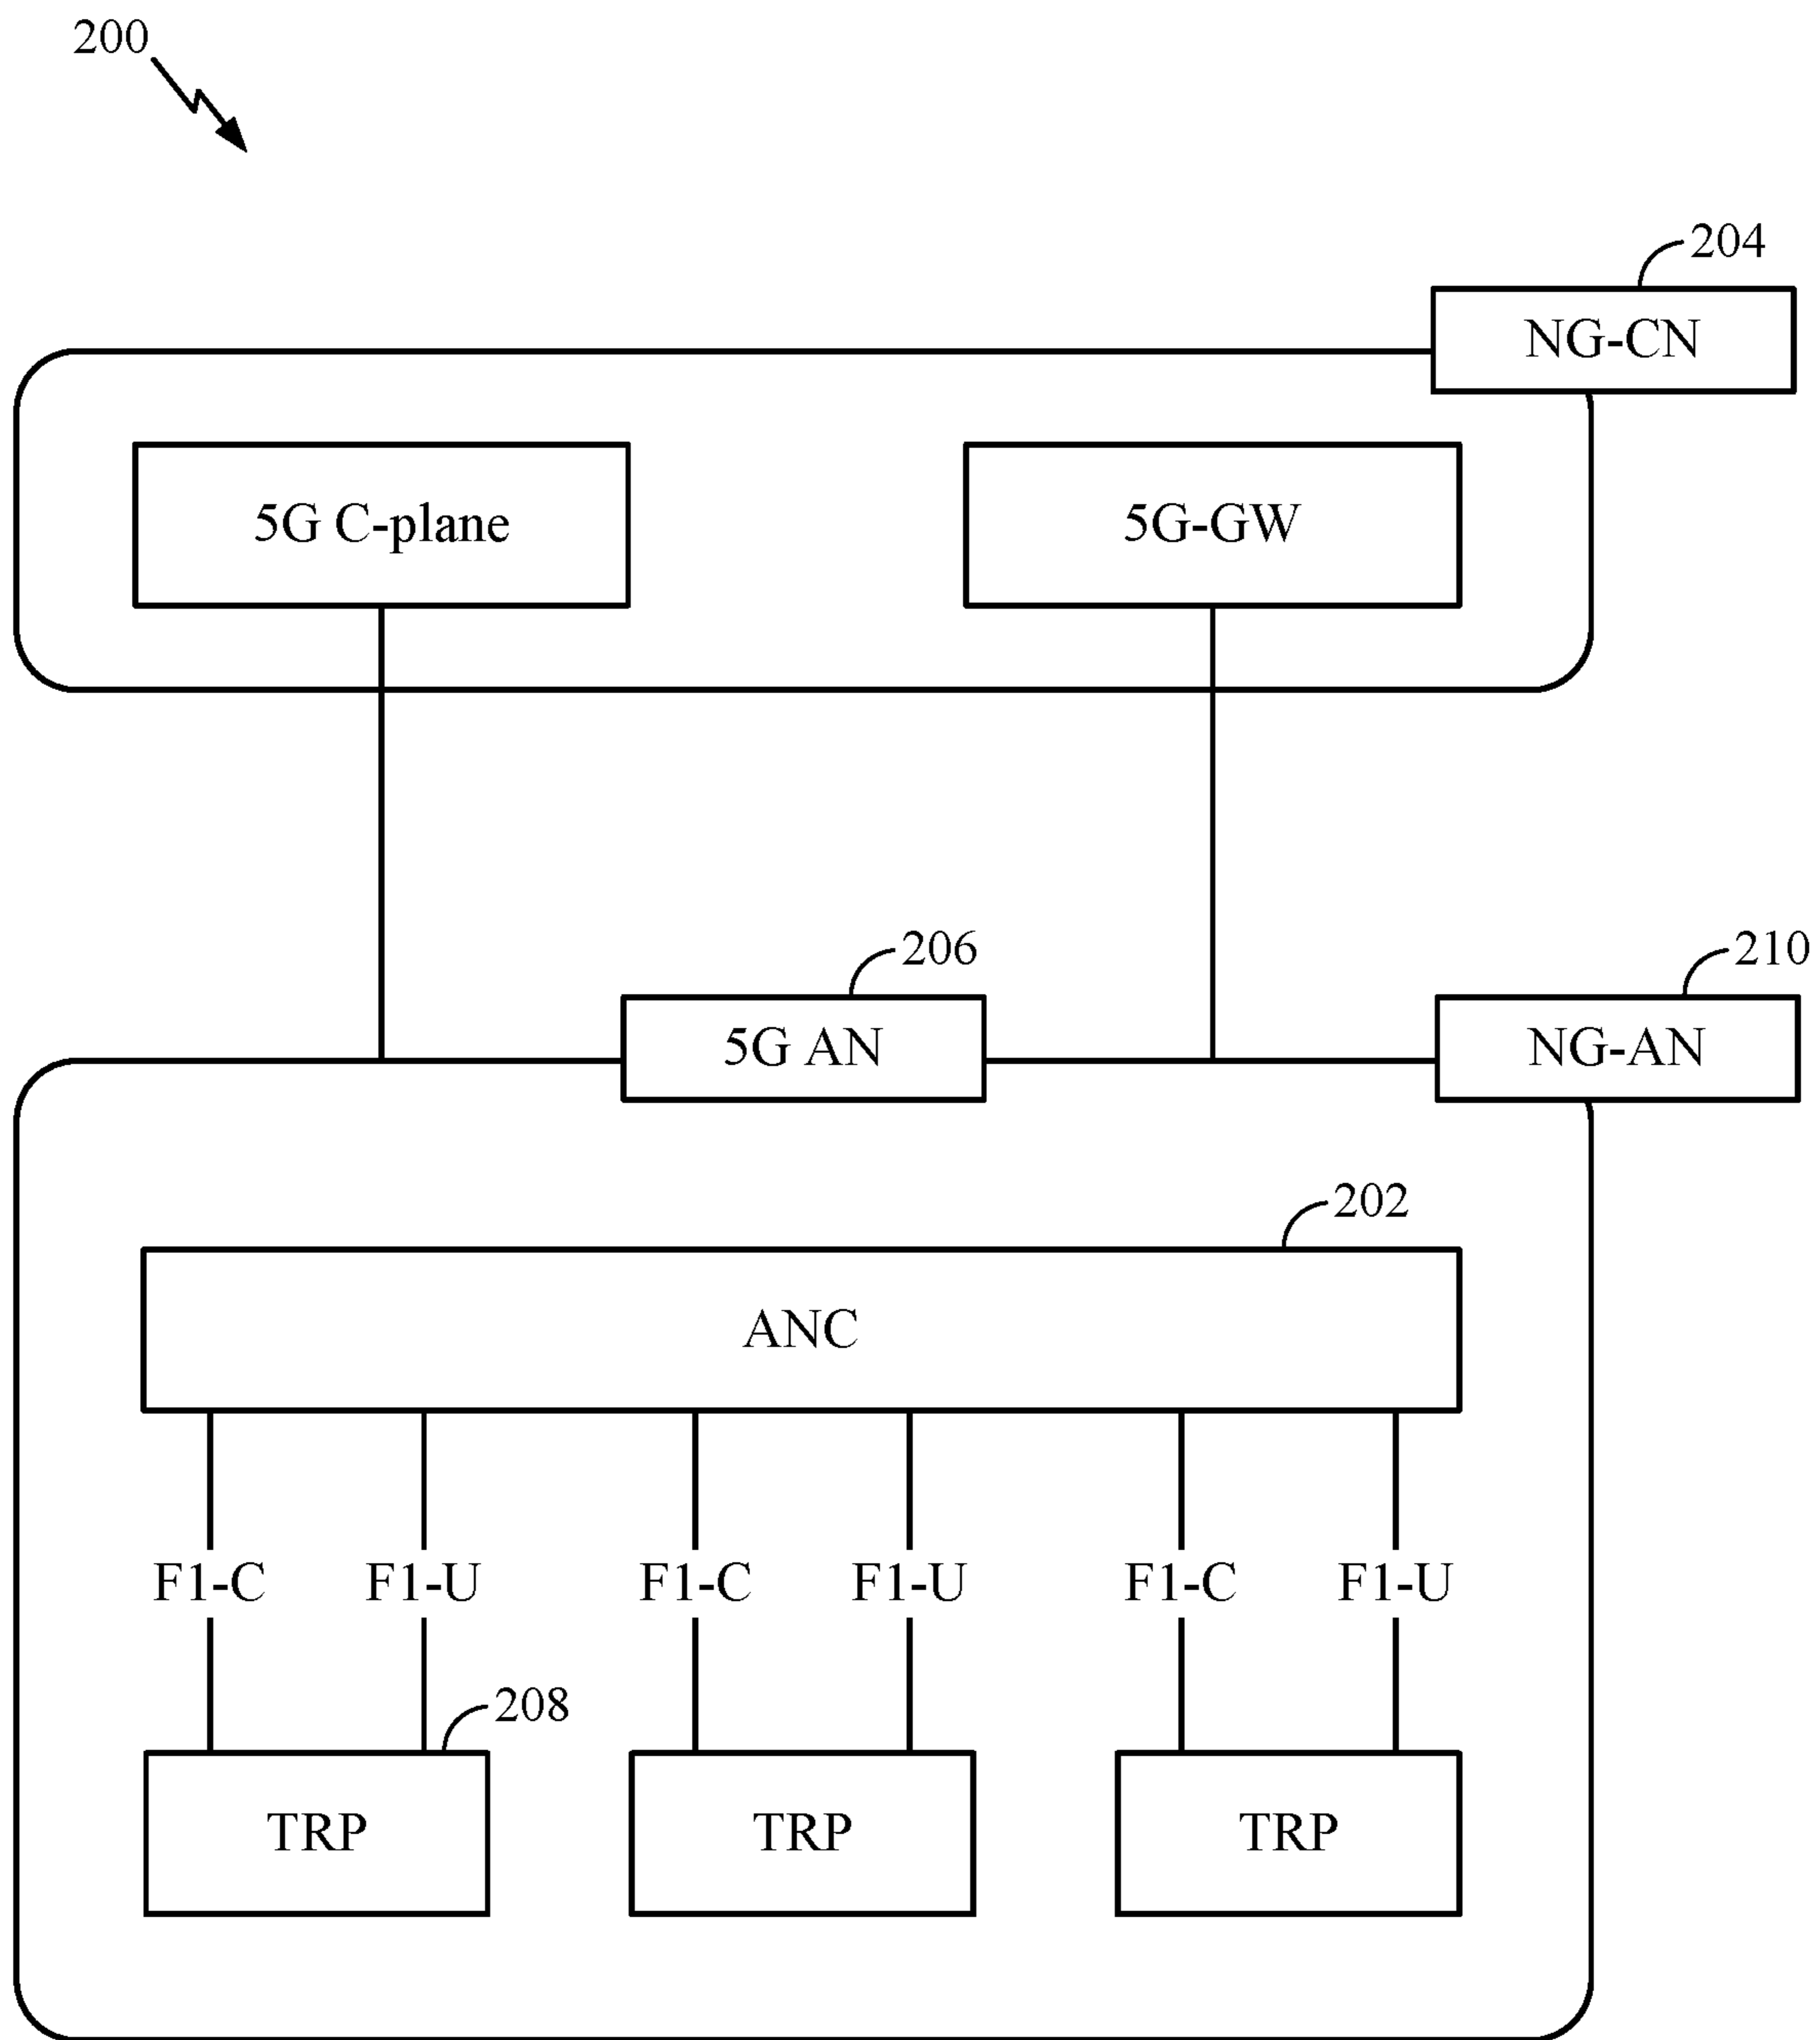 200
204
NG-CN
5G C-plane
5G-GW
206
210
5G AN
NG-AN
202
ANC
F1-C
F1-U
F1-C
F1-U
F1-C
F1-U
208
TRP
TRP
TRP